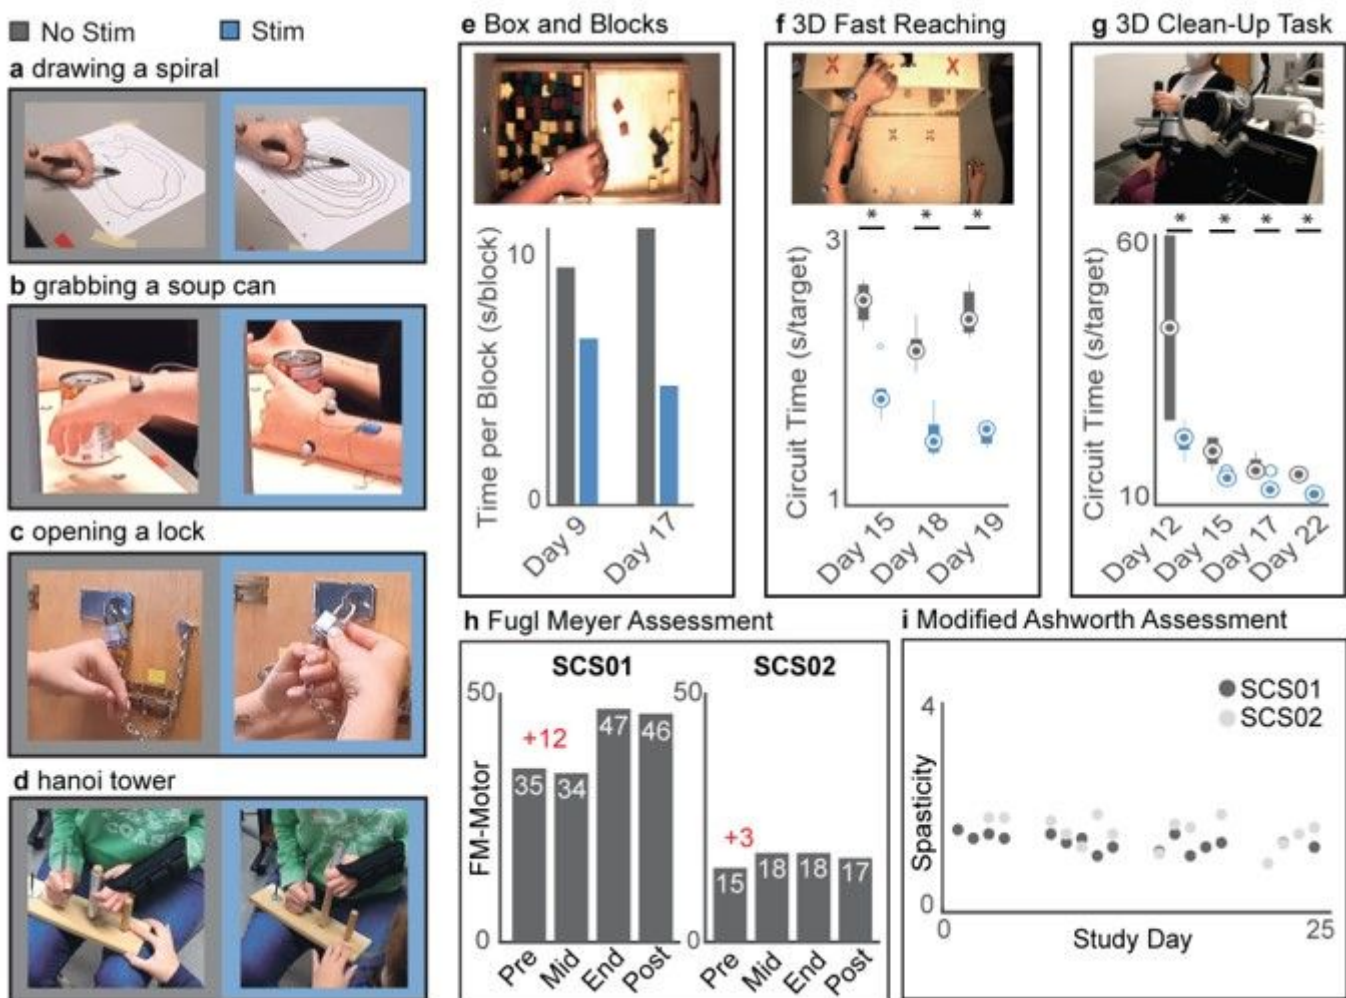 No Stim
Stim
a drawing a spiral
b grabbing a soup can
c opening a lock
d hanoi tower
e Box and Blocks
Time per Block (s/block)
10
0
Day 9
Day 17
f 3D Fast Reaching
X X
* * *
Circuit Time (s/target)
3
1
Day 15
Day 18
Day 19
g 3D Clean-Up Task
* * * *
Circuit Time (s/target)
60
10
Day 12
Day 15
Day 17
Day 22
h Fugl Meyer Assessment
SCS01
SCS02
FM-Motor
50
0
+12
35
34
47
46
Pre
Mid
End
Post
50
0
+3
15
18
18
17
Pre
Mid
End
Post
i Modified Ashworth Assessment
SCS01
SCS02
Spasticity
4
0
0
25
Study Day